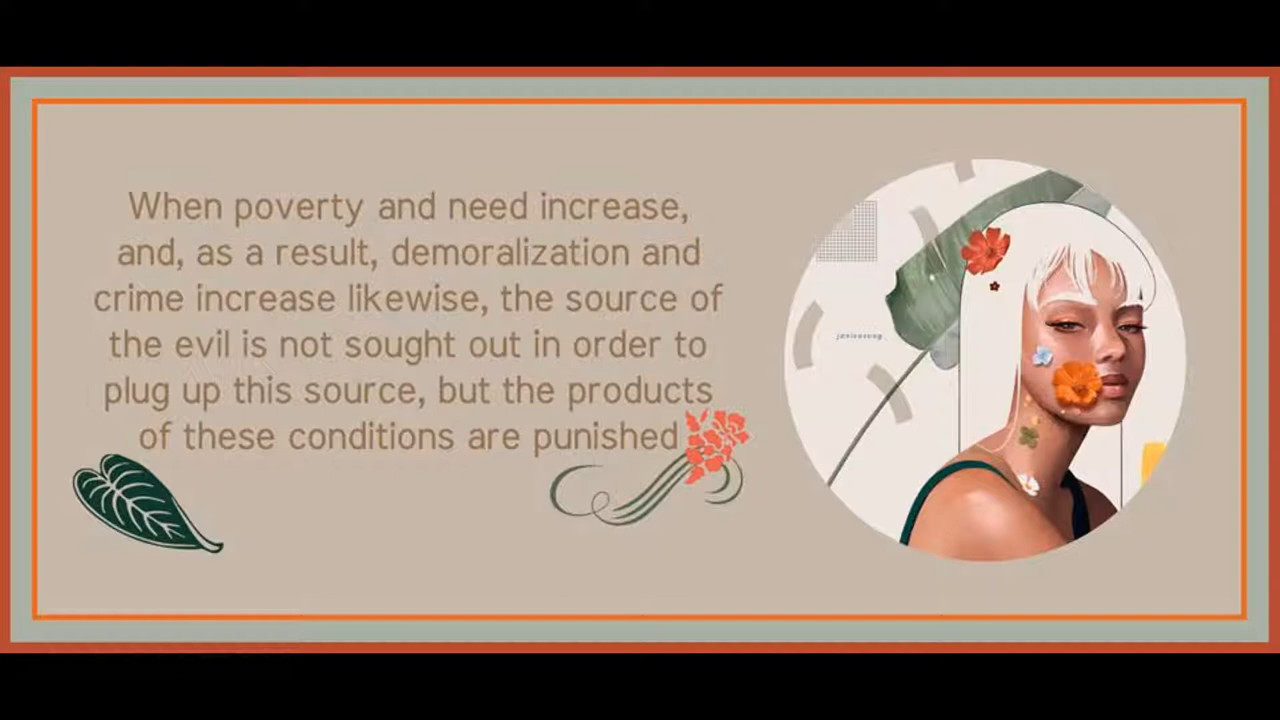 When poverty and need increase,
and, as a result, demoralization and
crime increase likewise, the source of
the evil is not sought out in order to
plug up this source, but the products
of these conditions are punished
janicesung